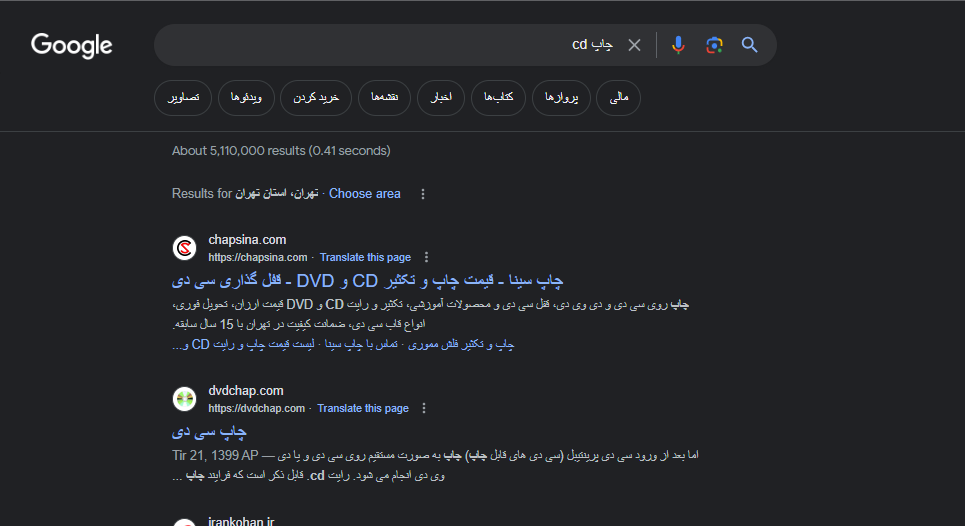 Google
چاپ cd
تصاویر
ویدئوها
خرید کردن
نقشه‌ها
اخبار
کتاب‌ها
پروازها
مالی
About 5,110,000 results (0.41 seconds)
Results for تهران، استان تهران · Choose area
chapsina.com
https://chapsina.com · Translate this page
چاپ سینا - قیمت چاپ و تکثیر CD و DVD - قفل گذاری سی دی
چاپ روی سی دی و دی وی دی، قفل سی دی و محصولات آموزشی، تکثیر و رایت CD و DVD قیمت ارزان، تحویل فوری،
انواع قاب سی دی، ضمانت کیفیت در تهران با 15 سال سابقه.
چاپ و تکثیر فلش مموری · تماس با چاپ سینا · لیست قیمت چاپ و رایت CD و...
dvdchap.com
https://dvdchap.com · Translate this page
چاپ سی دی
Tir 21, 1399 AP — اما بعد از ورود سی دی پرینتیبل (سی دی های قابل چاپ) چاپ به صورت مستقیم روی سی دی و یا دی
وی دی انجام می شود. رایت cd. قابل ذکر است که فرایند چاپ ...
irankohan.ir